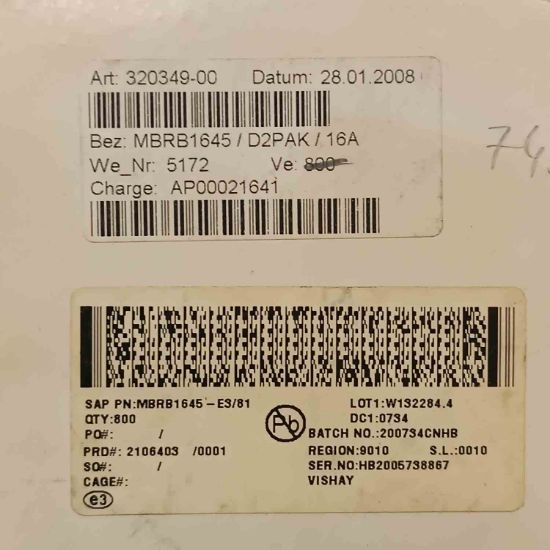 Art: 320349-00 Datum: 28.01.2008
Bez: MBRB1645 / D2PAK / 16A
We_Nr: 5172 Ve: 800
Charge: AP00021641
74
SAP PN:MBRB1645-E3/81 LOT1:W132284.4
QTY:800 DC1:0734
PO#: / Pb BATCH NO.:200734CNHB
PRD#: 2106403 /0001 REGION:9010 S.L.:0010
SO#: / SER.NO:HB2005738867
CAGE#: VISHAY
e3